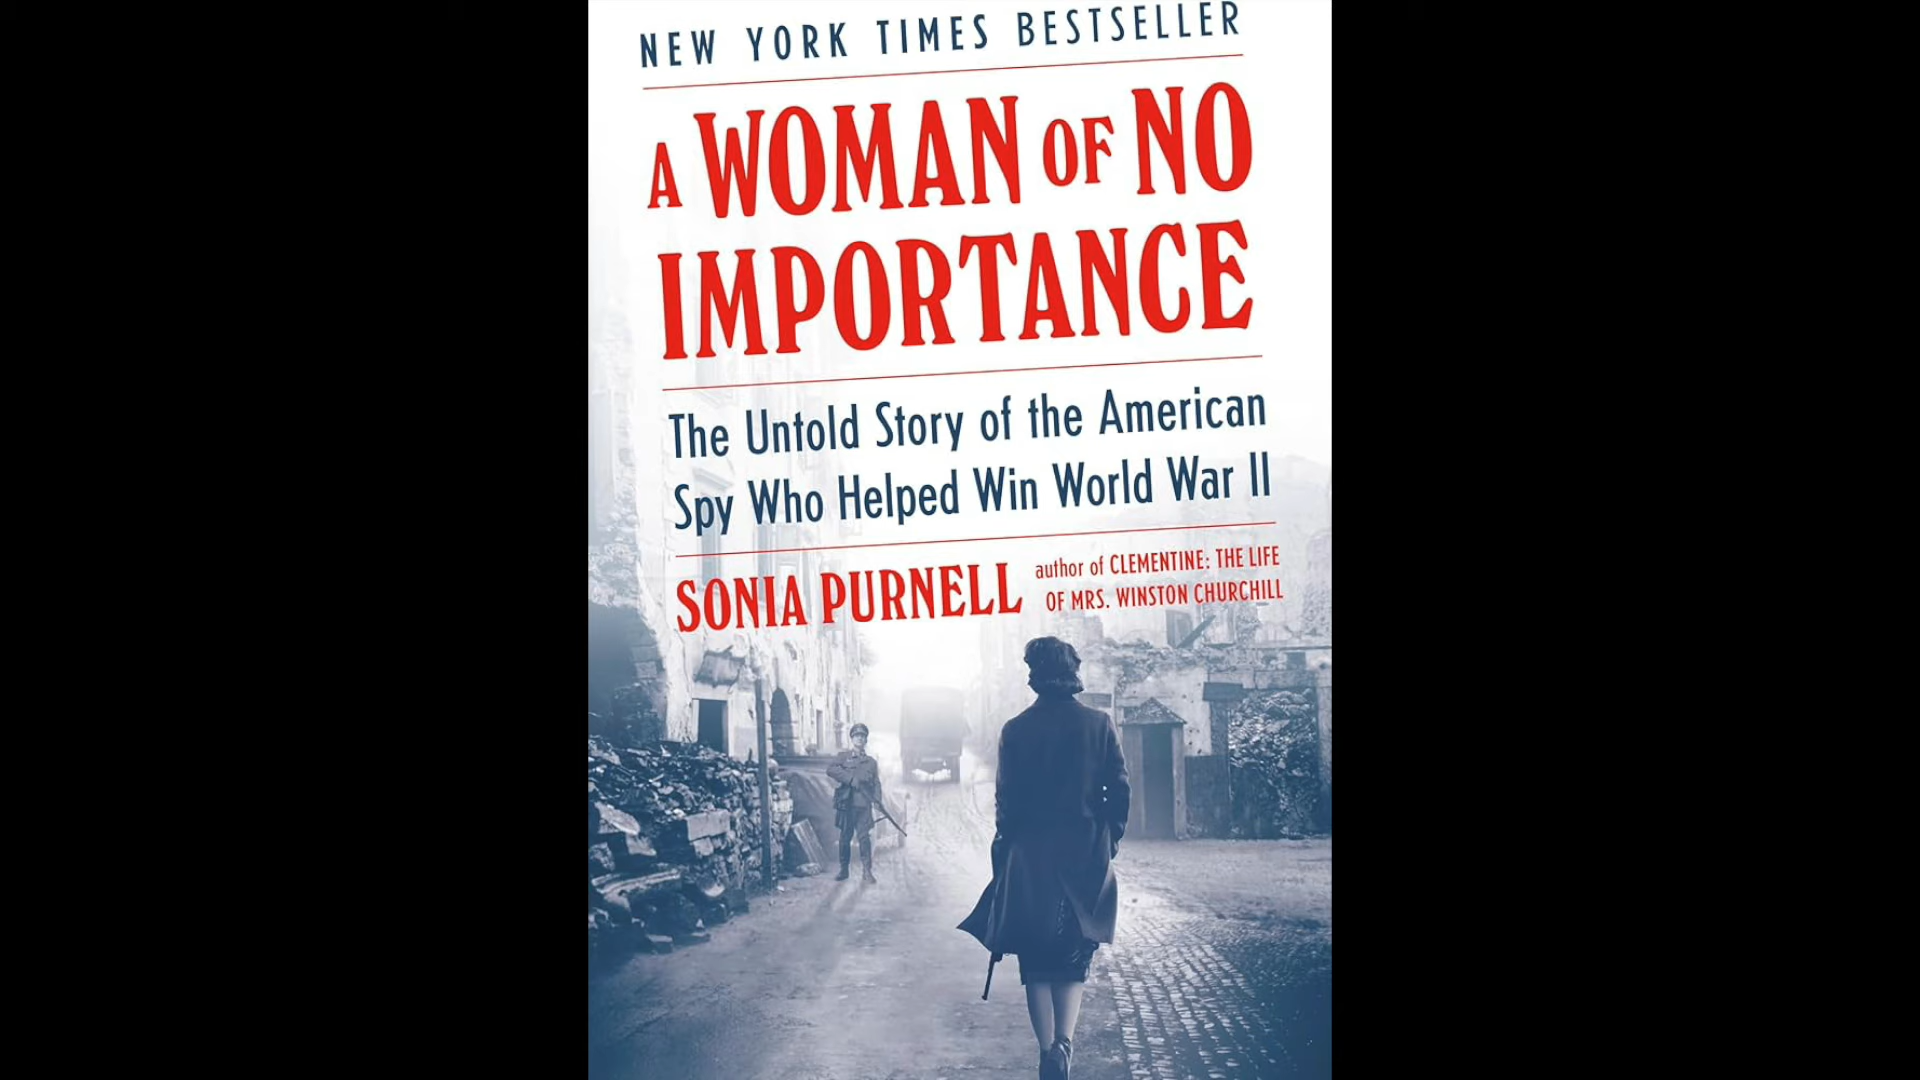 NEW YORK TIMES BESTSELLER
A WOMAN OF NO
IMPORTANCE
The Untold Story of the American
Spy Who Helped Win World War II
SONIA PURNELL
author of CLEMENTINE: THE LIFE
OF MRS. WINSTON CHURCHILL